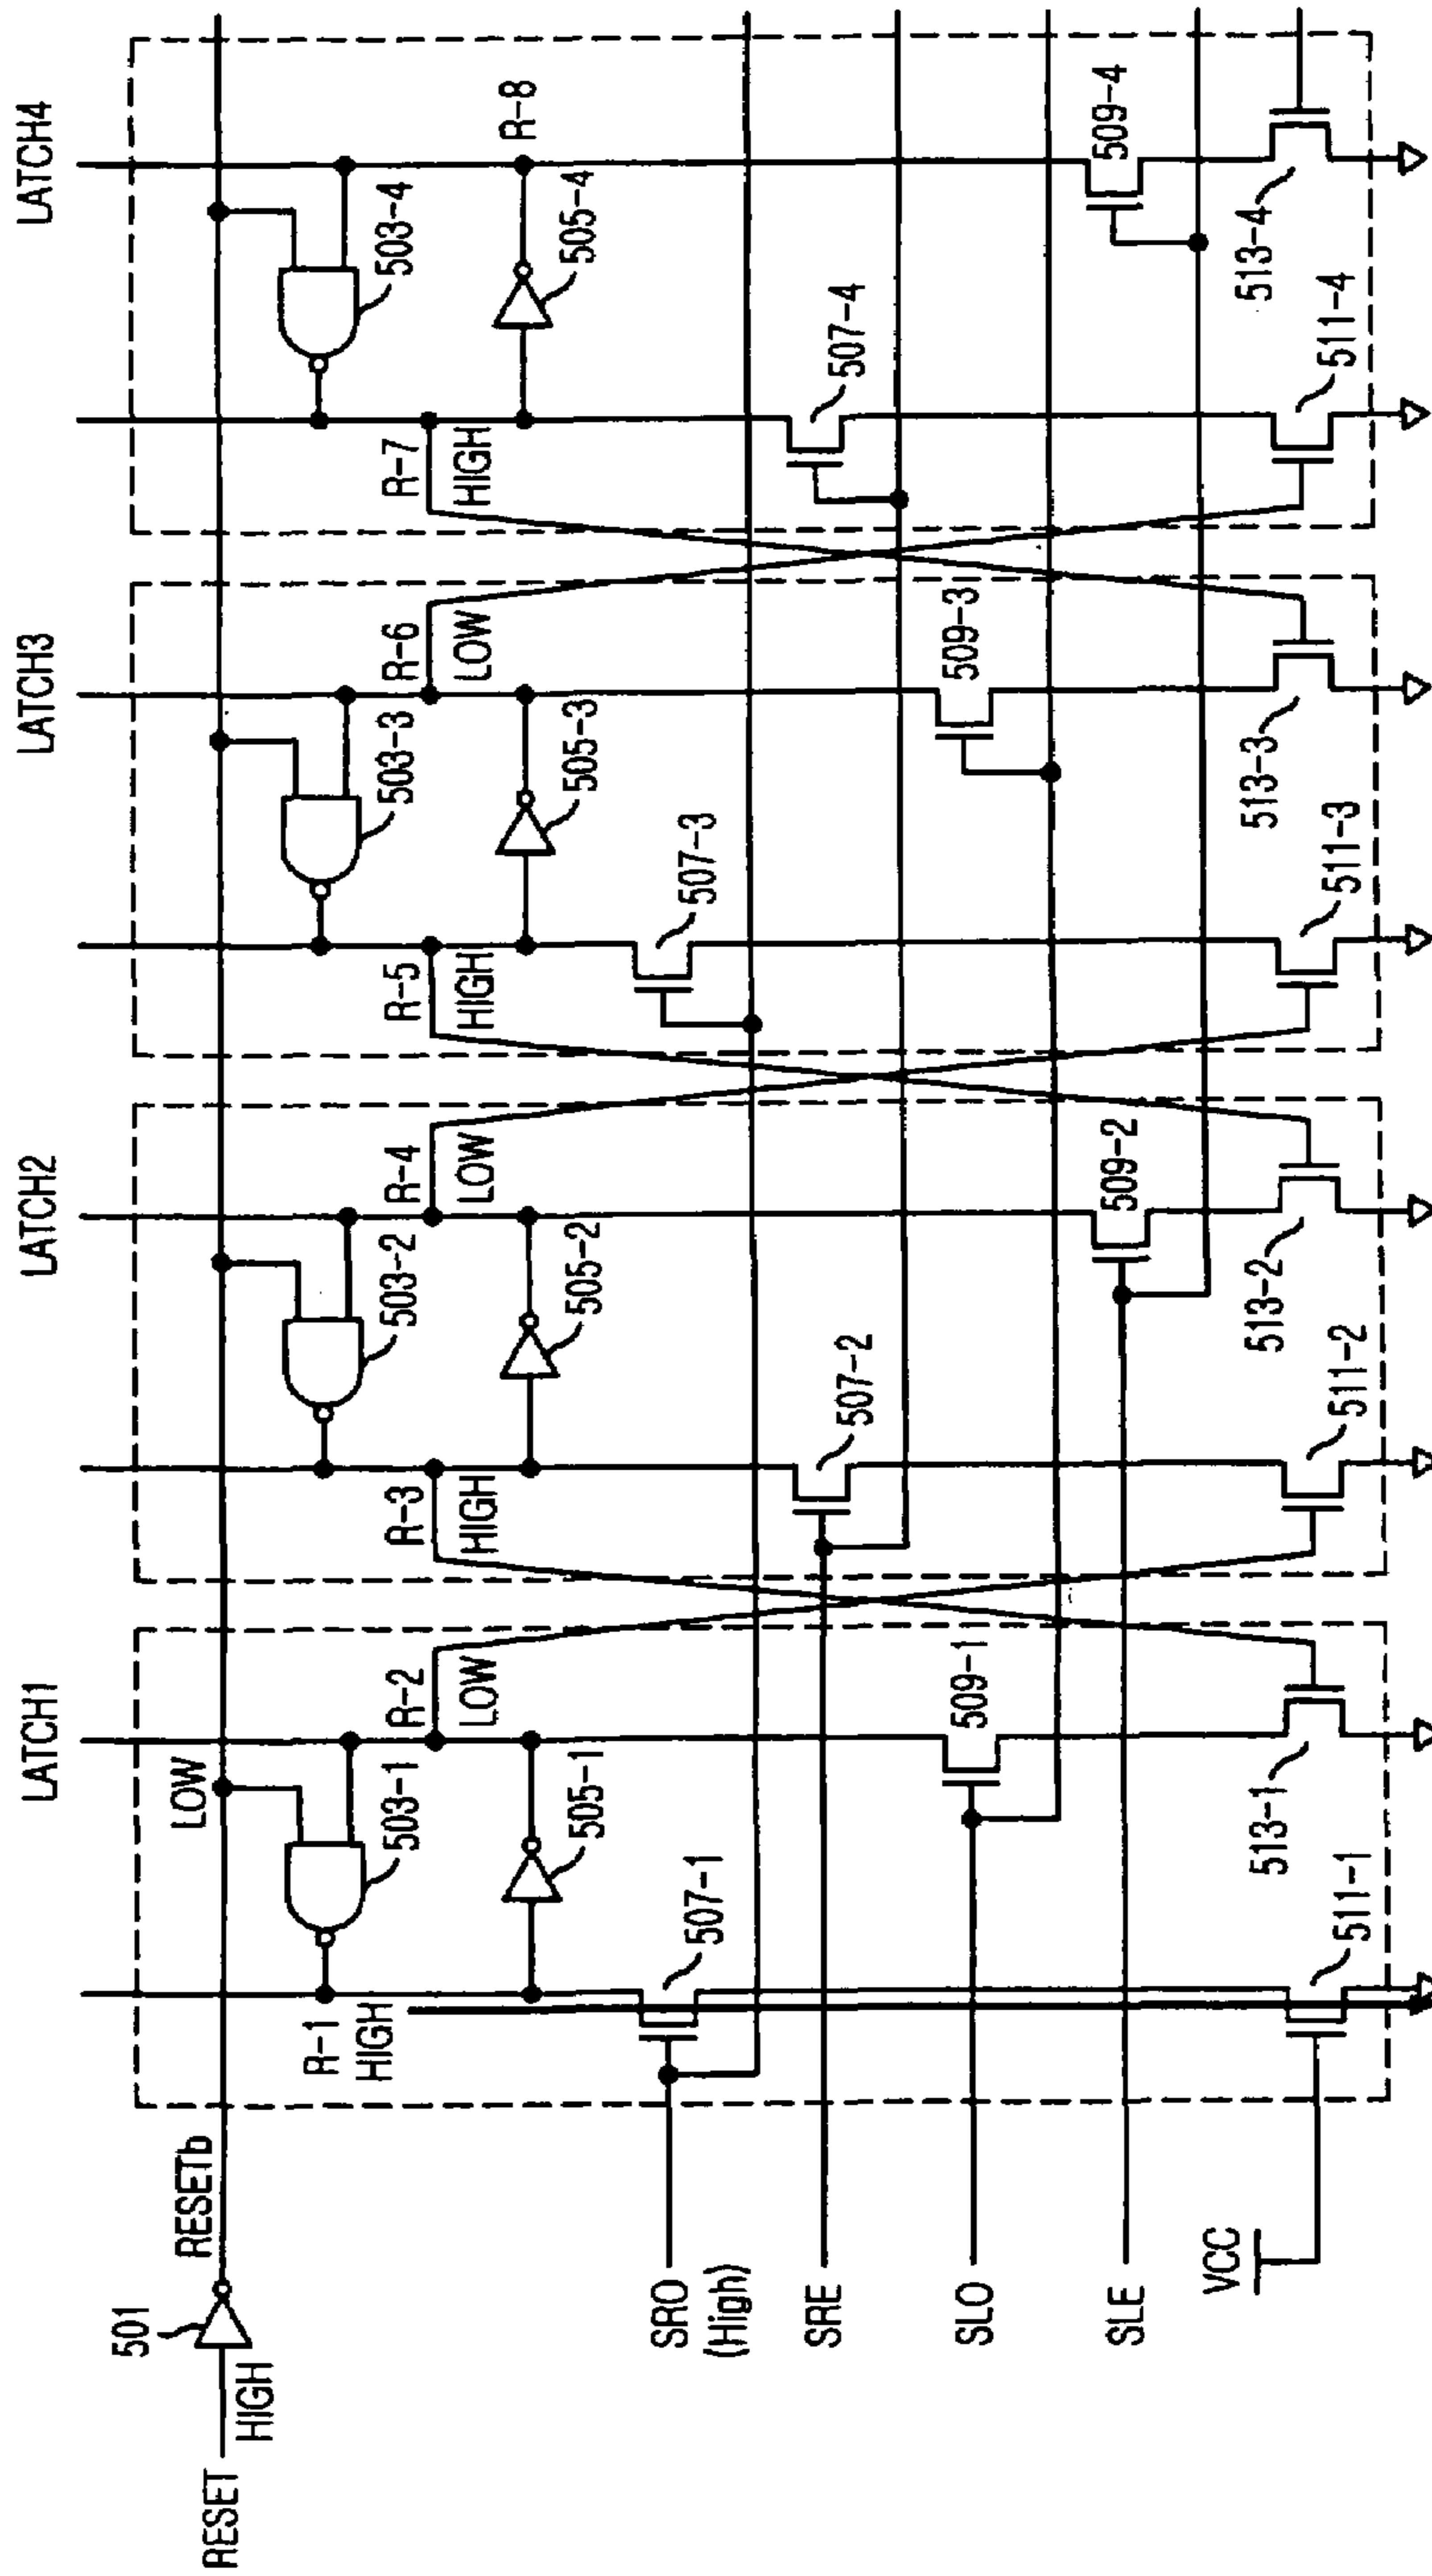 LATCH1
LATCH2
LATCH3
LATCH4
RESET
HIGH
501
RESETb
LOW
503-1
503-2
503-3
503-4
R-1
HIGH
R-2
LOW
R-3
HIGH
R-4
LOW
R-5
HIGH
R-6
LOW
R-7
HIGH
R-8
505-1
505-2
505-3
505-4
SRO
(High)
507-1
507-3
SRE
507-2
507-4
SLO
509-1
509-3
SLE
509-2
509-4
VCC
511-1
513-1
511-2
513-2
511-3
513-3
511-4
513-4